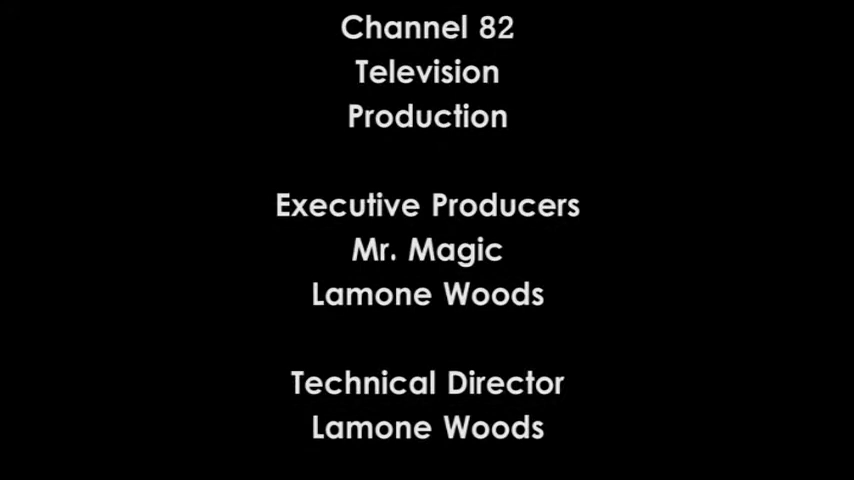 Channel 82
Television
Production
Executive Producers
Mr. Magic
Lamone Woods
Technical Director
Lamone Woods